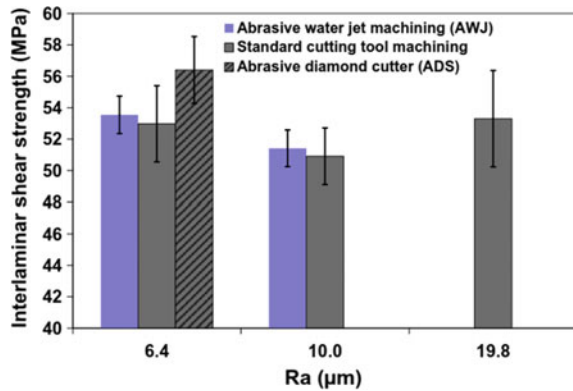 Interlaminar shear strength (MPa)
60
58
56
54
52
50
48
46
44
42
40
Abrasive water jet machining (AWJ)
Standard cutting tool machining
Abrasive diamond cutter (ADS)
6.4
10.0
19.8
Ra (µm)